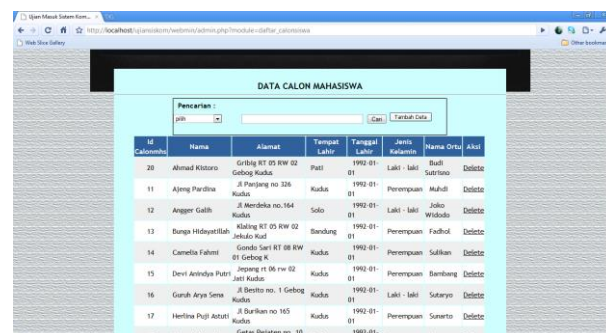 Ujian Masuk Sistem Kom...
http://localhost/ujiansiskom/webmin/admin.php?module=daftar_calonsiswa
Web Slice Gallery
Other bookmarks
DATA CALON MAHASISWA
Pencarian :
pilih Cari Tambah Data
Id Calonmhs Nama Alamat Tempat Lahir Tanggal Lahir Jenis Kelamin Nama Ortu Aksi
20 Ahmad Kistoro Gribig RT 05 RW 02 Gebog Kudus Pati 1992-01-01 Laki - laki Budi Sutrisno Delete
11 Ajeng Pardina Jl Panjang no 326 Kudus Kudus 1992-01-01 Perempuan Muhdi Delete
12 Angger Galih Jl Merdeka no.164 Kudus Solo 1992-01-01 Laki - laki Joko Widodo Delete
13 Bunga Hidayatillah Klaling RT 05 RW 02 Jekulo Kud Bandung 1992-01-01 Perempuan Fadhol Delete
14 Camelia Fahmi Gondo Sari RT 08 RW 01 Gebog K Kudus 1992-01-01 Perempuan Sulikan Delete
15 Devi Anindya Putri Jepang rt 06 rw 02 Jati Kudus Kudus 1992-01-01 Perempuan Bambang Delete
16 Guruh Arya Sena Jl Besito no. 1 Gebog Kudus Kudus 1992-01-01 Laki - laki Sutaryo Delete
17 Herlina Puji Astuti Jl Burikan no 165 Kudus Kudus 1992-01-01 Perempuan Sunarto Delete
Getas Pejaten no. 10 1992-01-